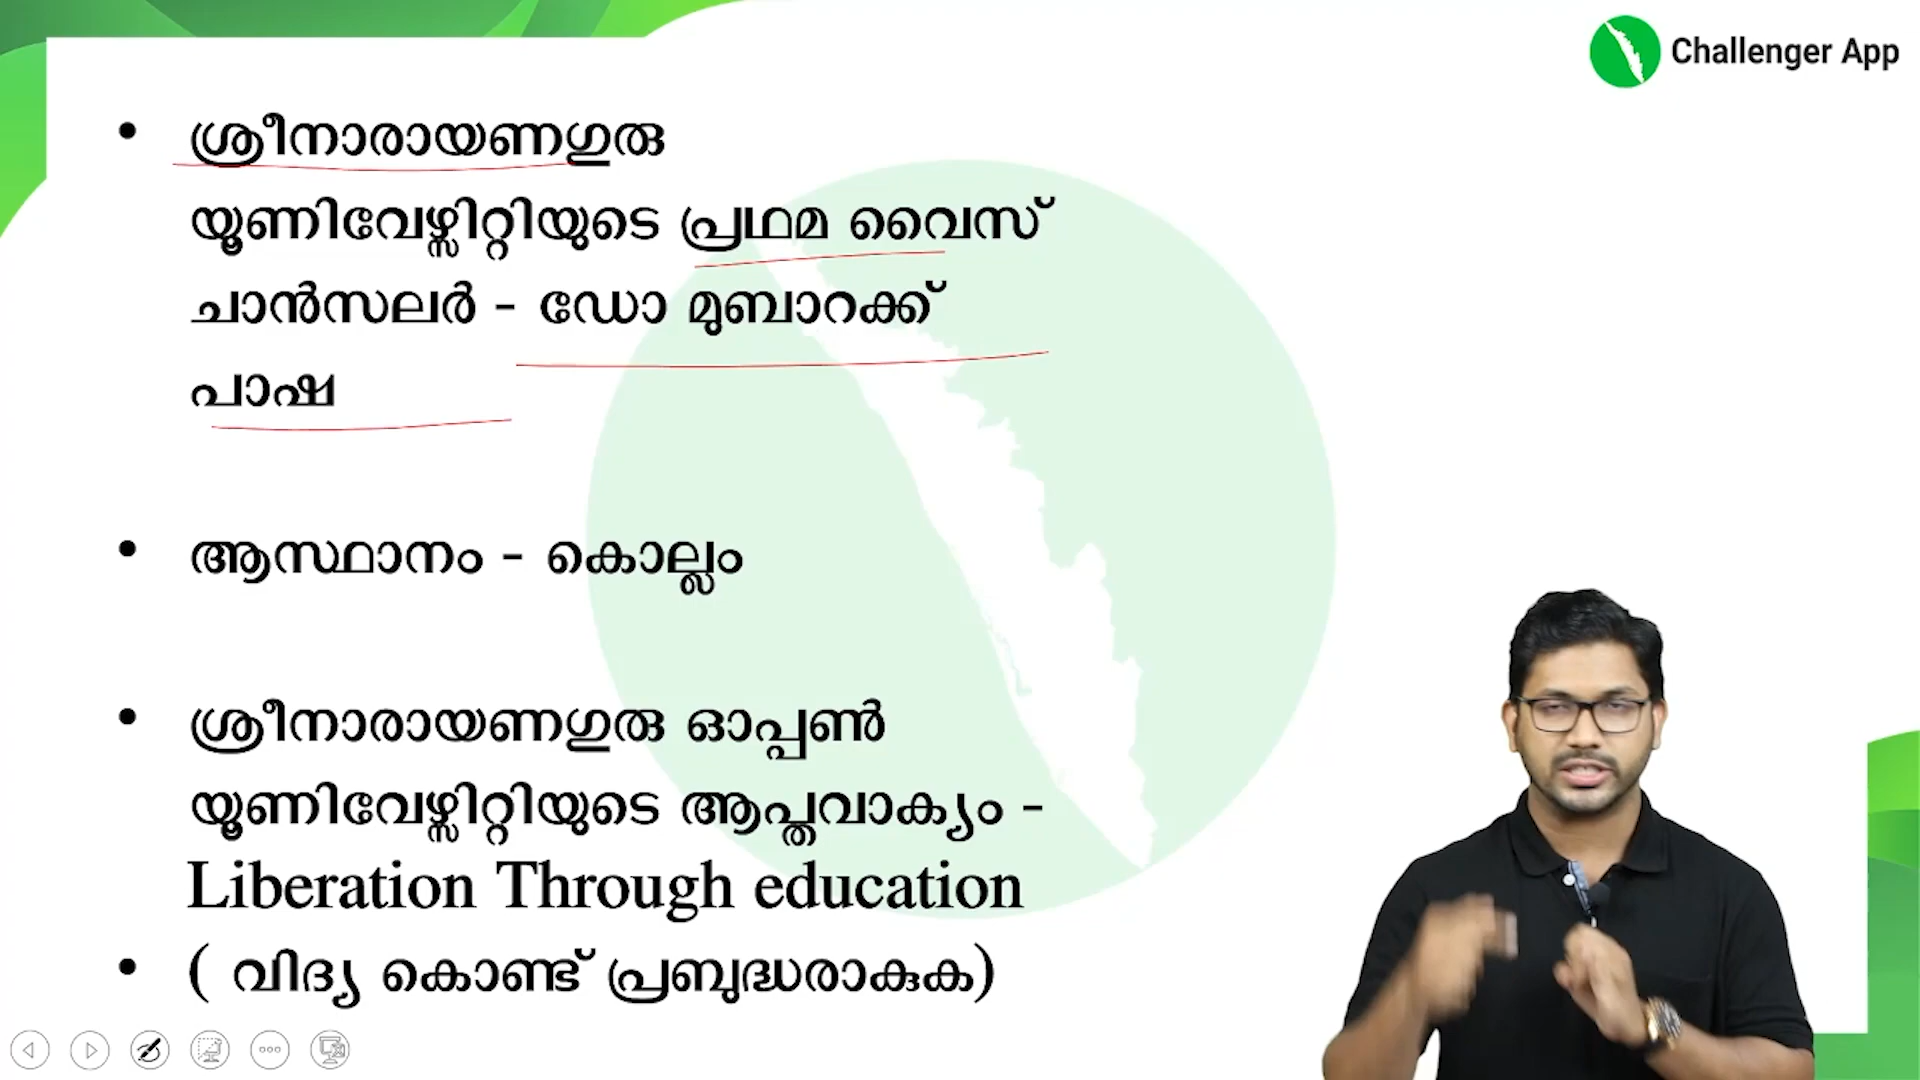 Challenger App
• ശ്രീനാരായണഗുരു
യൂണിവേഴ്സിറ്റിയുടെ പ്രഥമ വൈസ്
ചാൻസലർ - ഡോ മുബാറക്ക്
പാഷ
• ആസ്ഥാനം - കൊല്ലം
• ശ്രീനാരായണഗുരു ഓപ്പൺ
യൂണിവേഴ്സിറ്റിയുടെ ആപ്തവാക്യം -
Liberation Through education
• ( വിദ്യ കൊണ്ട് പ്രബുദ്ധരാകുക)